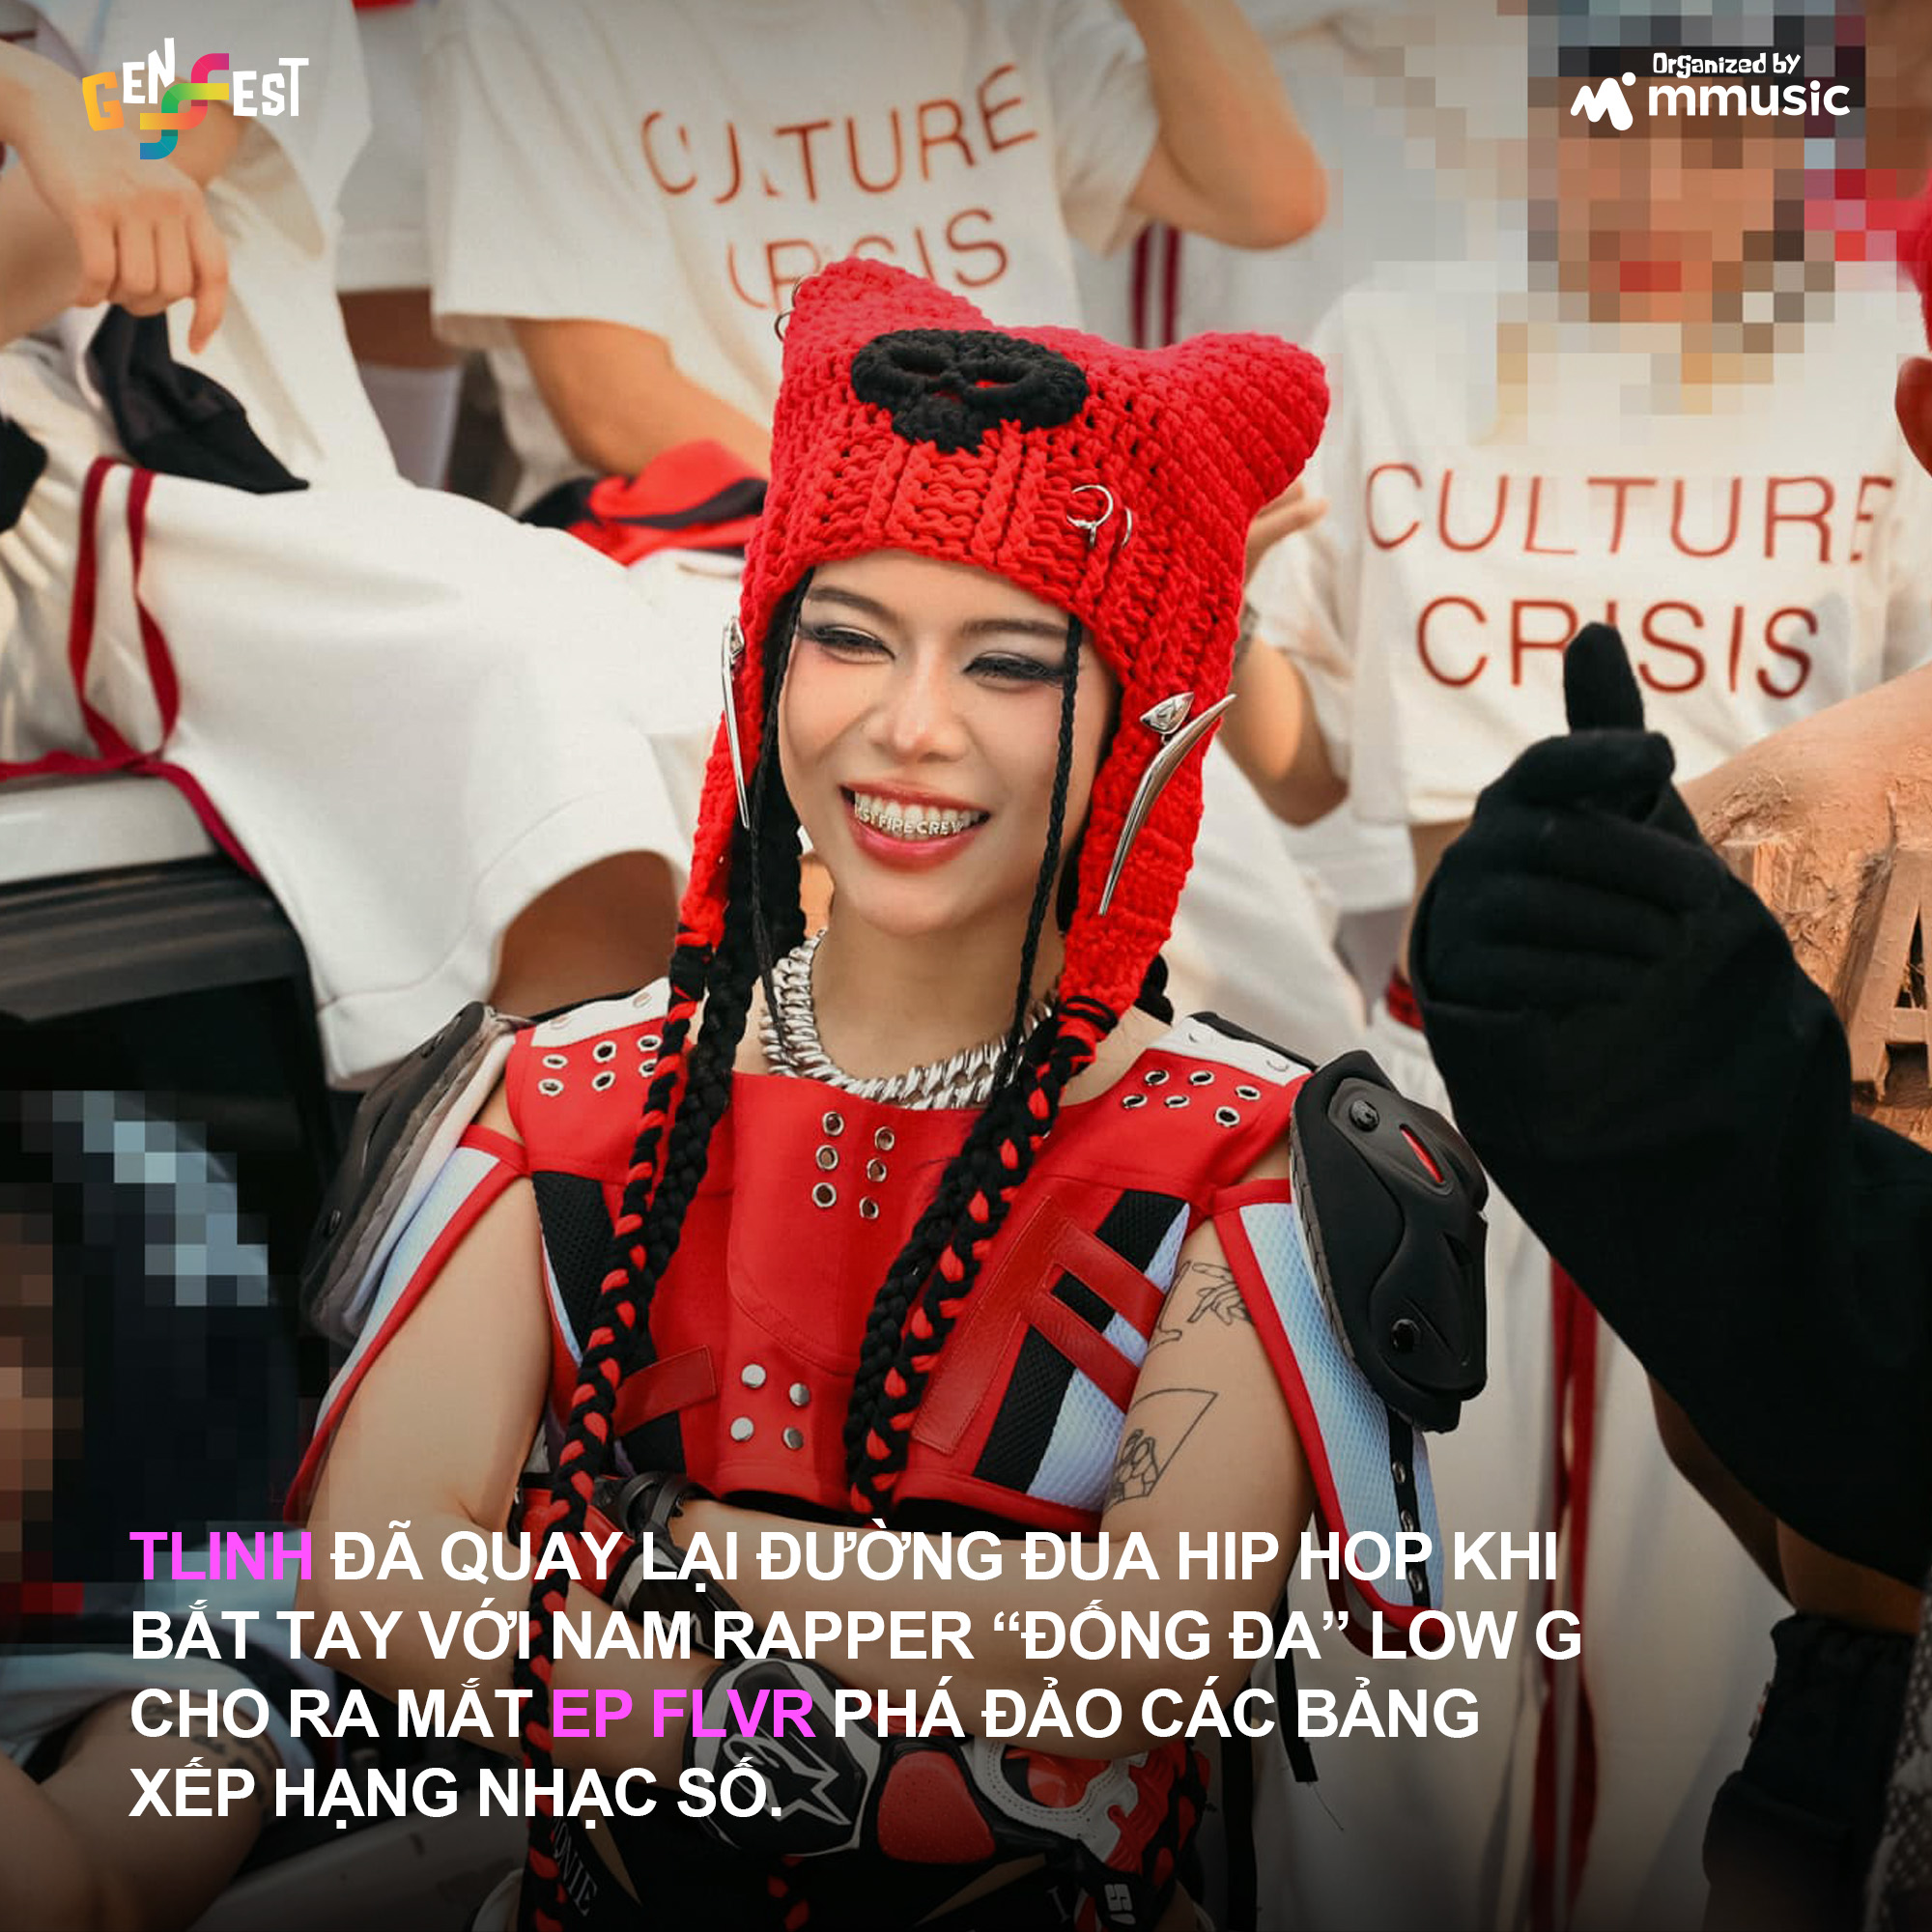 GENFEST
Organized by
mmusic
CULTURE
CRISIS
CULTURE
CRISIS
TLINH ĐÃ QUAY LẠI ĐƯỜNG ĐUA HIP HOP KHI
BẮT TAY VỚI NAM RAPPER “ĐỐNG ĐA” LOW G
CHO RA MẮT EP FLVR PHÁ ĐẢO CÁC BẢNG
XẾP HẠNG NHẠC SỐ.